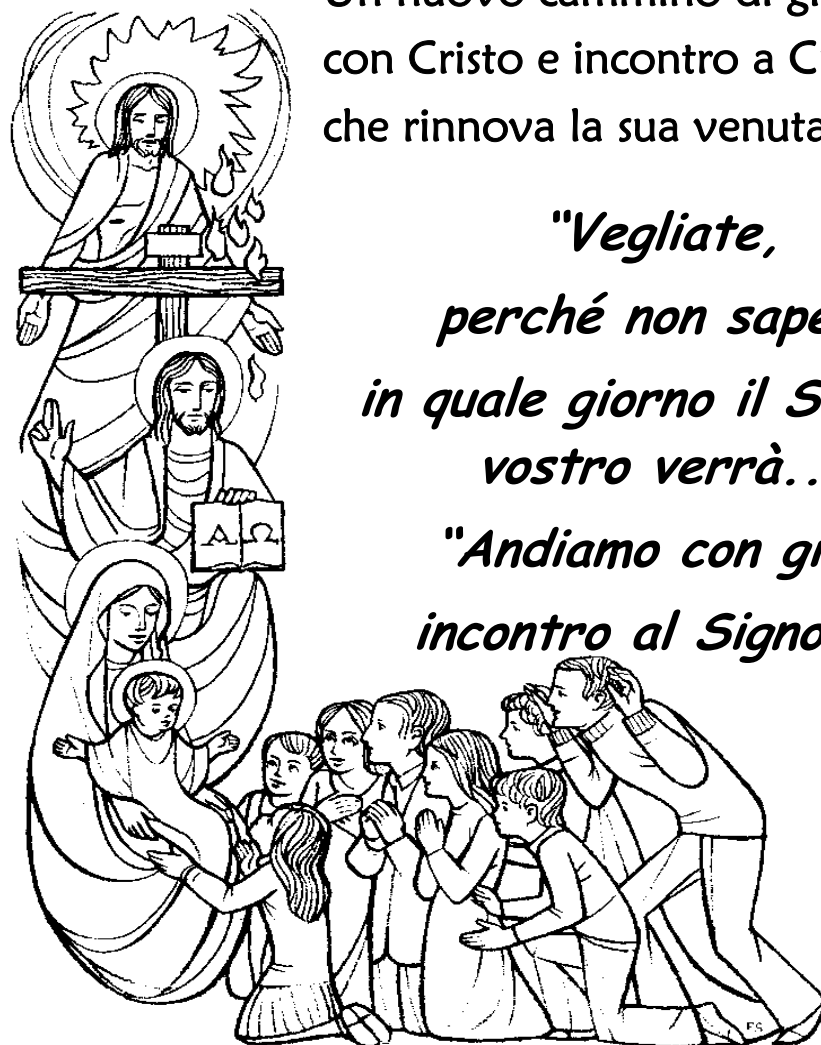 Un nuovo cammino di
con Cristo e incontro a
che rinnova la sua venuta
"Vegliate,
perché non
in quale giorno il
vostro verrà..
"Andiamo con
incontro al
Α Ω
FS